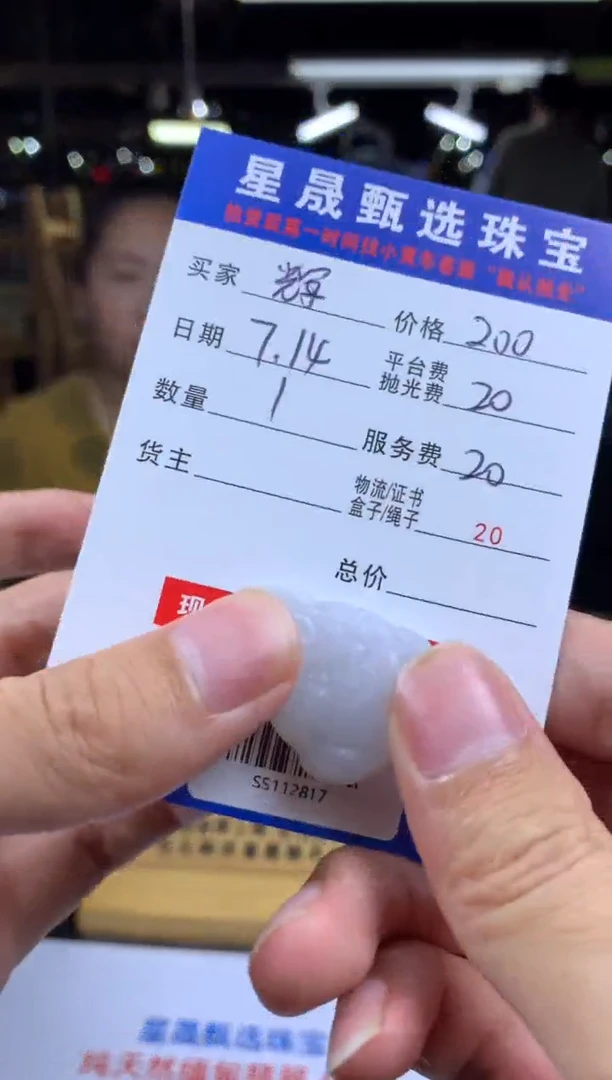 星晟甄选珠宝
买家 辉 价格 200
日期 7.14 平台费
抛光费 20
数量 1 服务费 20
货主 物流/证书
盒子/绳子 20
总价
现
SS112817
星晟甄选珠宝